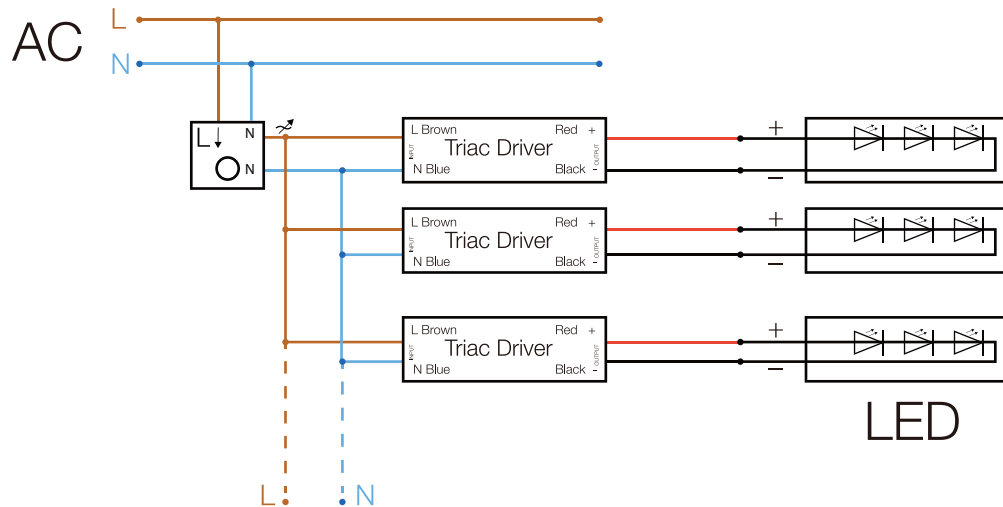 AC
L
N
L N
N
L Brown Red +
INPUT Triac Driver OUTPUT
N Blue Black -
+
−
L Brown Red +
INPUT Triac Driver OUTPUT
N Blue Black -
+
−
L Brown Red +
INPUT Triac Driver OUTPUT
N Blue Black -
+
−
LED
L N